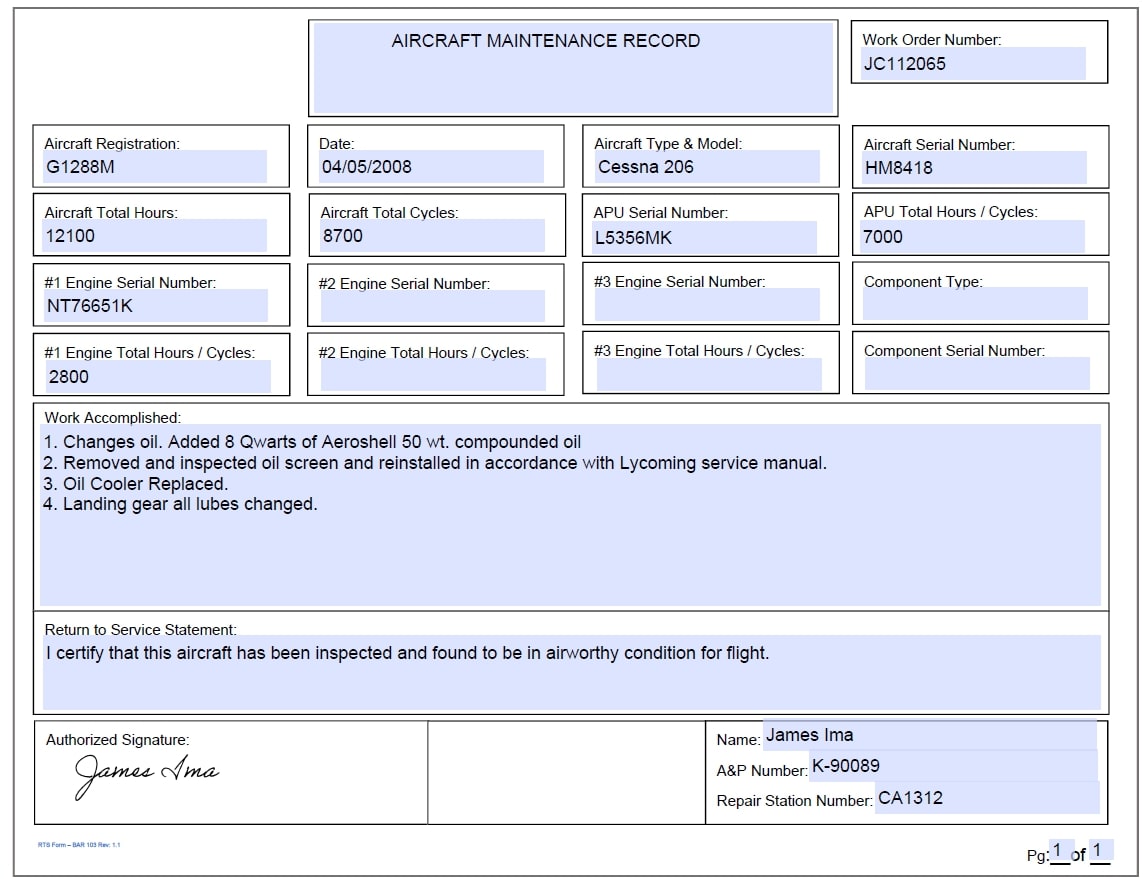 AIRCRAFT MAINTENANCE RECORD
Work Order Number:
JC112065
Aircraft Registration:
G1288M
Date:
04/05/2008
Aircraft Type & Model:
Cessna 206
Aircraft Serial Number:
HM8418
Aircraft Total Hours:
12100
Aircraft Total Cycles:
8700
APU Serial Number:
L5356MK
APU Total Hours / Cycles:
7000
#1 Engine Serial Number:
NT76651K
#2 Engine Serial Number:
#3 Engine Serial Number:
Component Type:
#1 Engine Total Hours / Cycles:
2800
#2 Engine Total Hours / Cycles:
#3 Engine Total Hours / Cycles:
Component Serial Number:
Work Accomplished:
1. Changes oil. Added 8 Qwarts of Aeroshell 50 wt. compounded oil
2. Removed and inspected oil screen and reinstalled in accordance with Lycoming service manual.
3. Oil Cooler Replaced.
4. Landing gear all lubes changed.
Return to Service Statement:
I certify that this aircraft has been inspected and found to be in airworthy condition for flight.
Authorized Signature:
James Ima
Name: James Ima
A&P Number: K-90089
Repair Station Number: CA1312
RTS Form – BAR 103 Rev: 1.1
Pg: 1 of 1